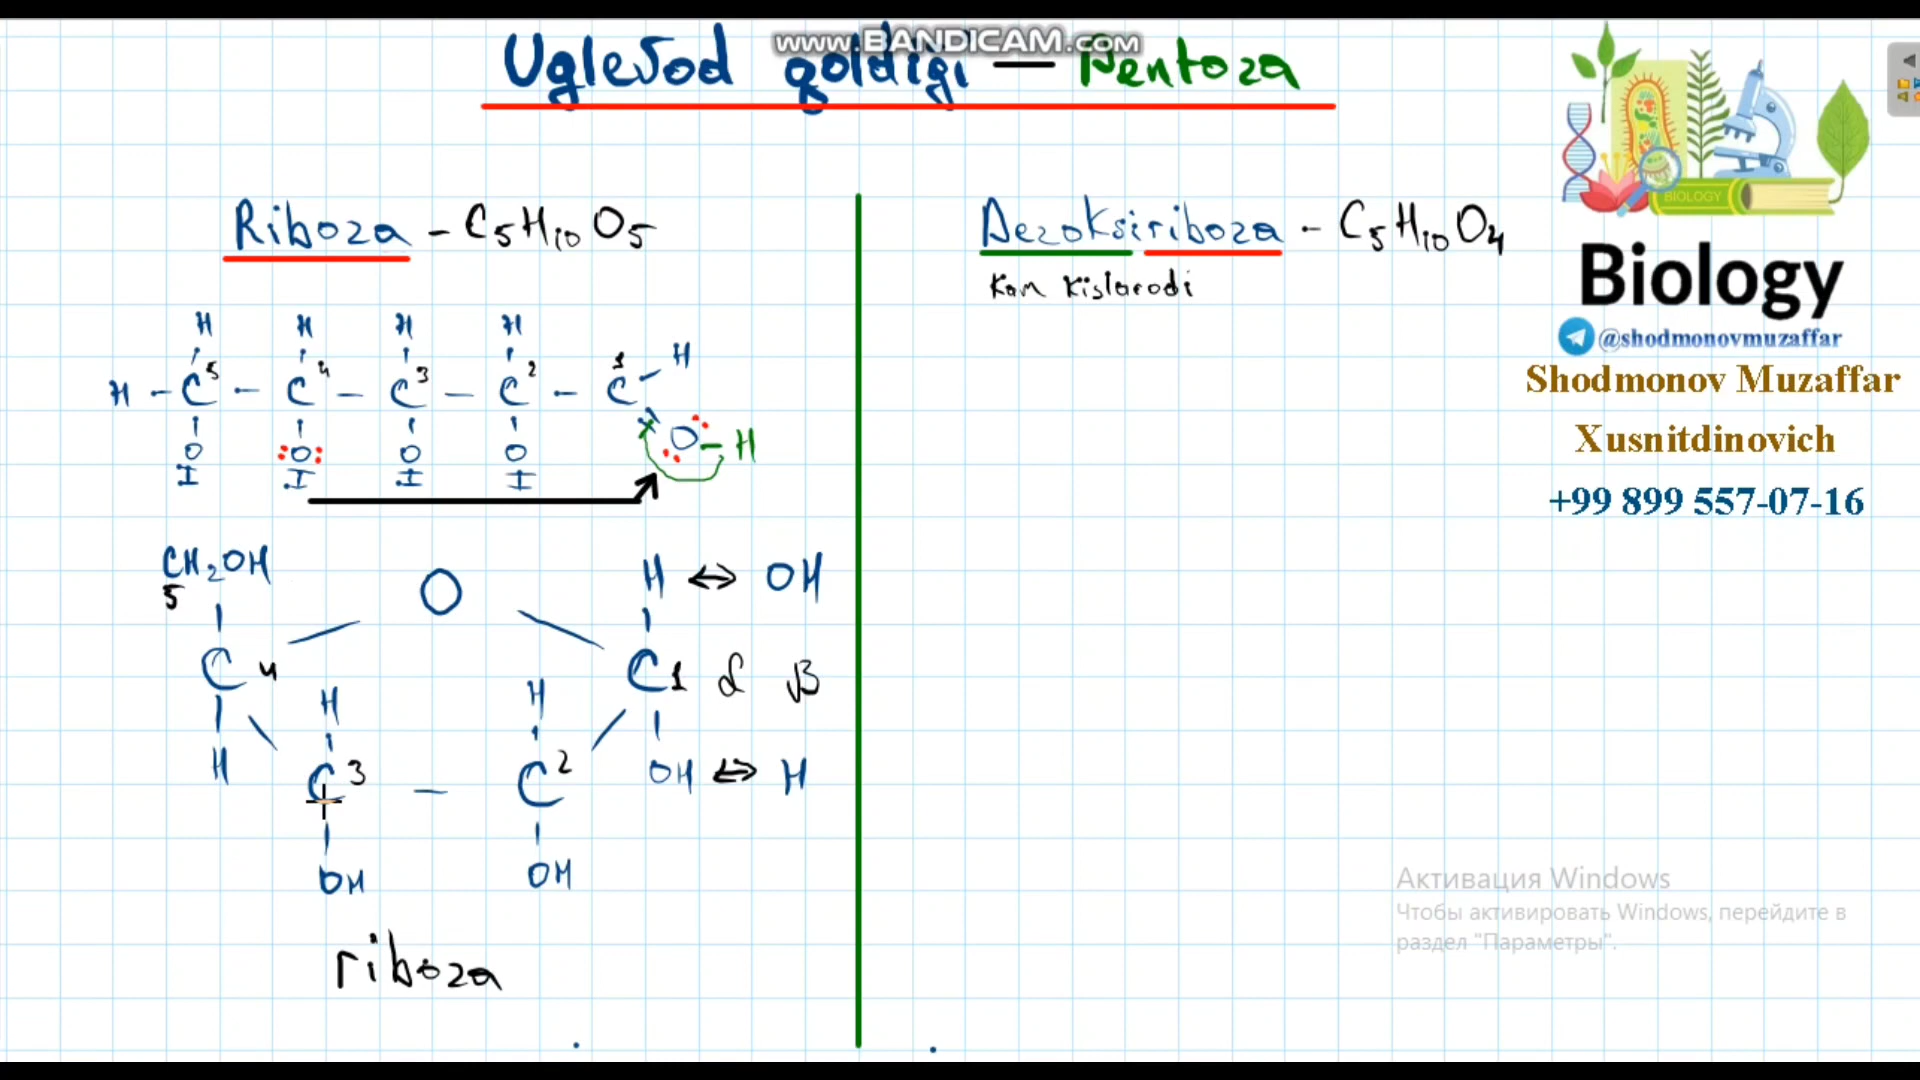 www.BANDICAM.com
Uglevod qoldigi — Pentoza
Riboza - C5H10O5
H H H H
H - C5 - C4 - C3 - C2 - C1 - H
O :O: O O O - H
H H H H
CH2OH O H ↔ OH
5
C 4 C1 α β
H H
H C3 - C2 OH ↔ H
OH OH
riboza
Dezoksiriboza - C5H10O4
Kam kislorodi
BIOLOGY
Biology
@shodmonovmuzaffar
Shodmonov Muzaffar
Xusnitdinovich
+99 899 557-07-16
Активация Windows
Чтобы активировать Windows, перейдите в
раздел "Параметры".